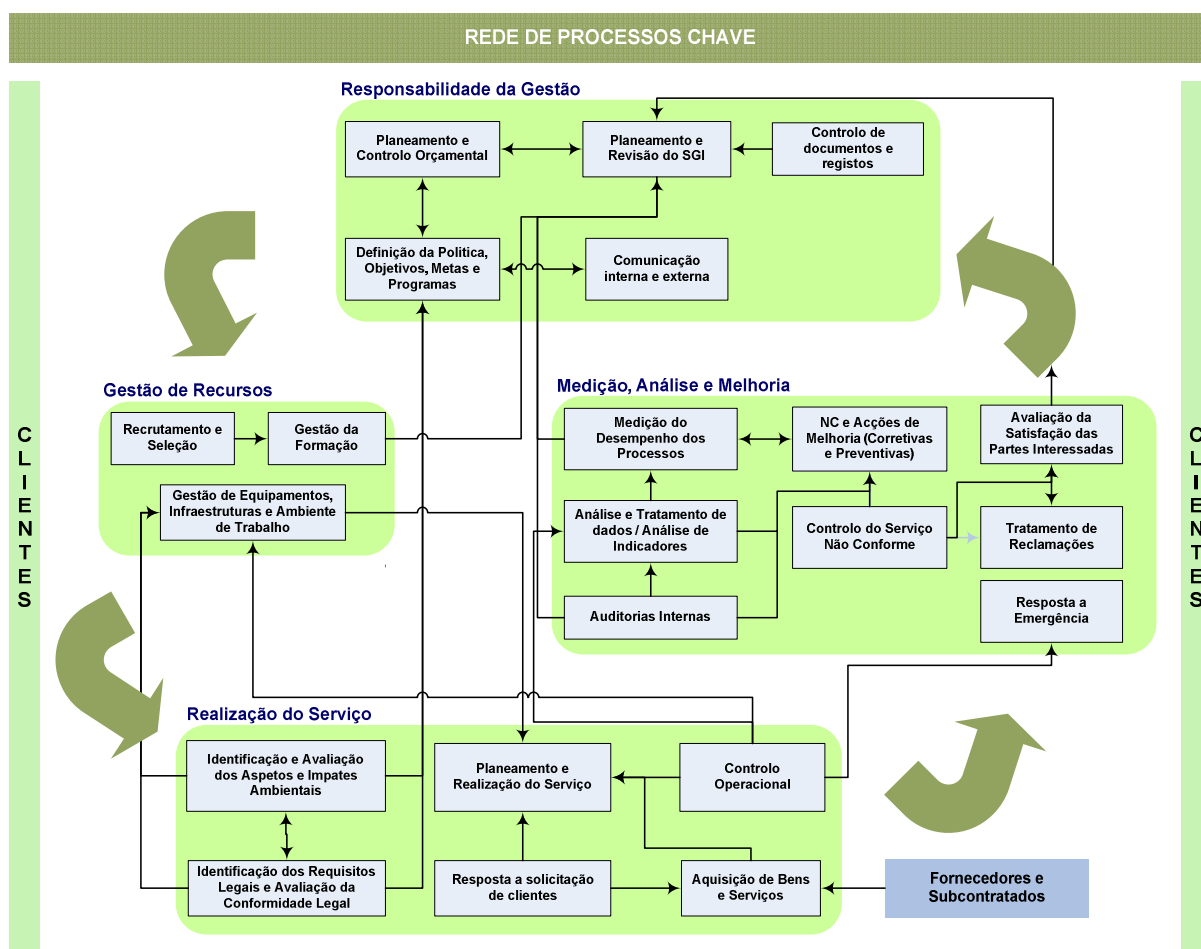 REDE DE PROCESSOS CHAVE
C
L
I
E
N
T
E
S
Responsabilidade da Gestão
Planeamento e
Controlo Orçamental
Planeamento e
Revisão do SGI
Controlo de
documentos e
registos
Definição da Politica,
Objetivos, Metas e
Programas
Comunicação
interna e externa
Gestão de Recursos
Recrutamento e
Seleção
Gestão da
Formação
Gestão de Equipamentos,
Infraestruturas e Ambiente
de Trabalho
Medição, Análise e Melhoria
Medição do
Desempenho dos
Processos
NC e Acções de
Melhoria (Corretivas
e Preventivas)
Avaliação da
Satisfação das
Partes Interessadas
Análise e Tratamento de
dados / Análise de
Indicadores
Controlo do Serviço
Não Conforme
Tratamento de
Reclamações
Auditorias Internas
Resposta a
Emergência
Realização do Serviço
Identificação e Avaliação
dos Aspetos e Impates
Ambientais
Planeamento e
Realização do Serviço
Controlo
Operacional
Identificação dos Requisitos
Legais e Avaliação da
Conformidade Legal
Resposta a solicitação
de clientes
Aquisição de Bens
e Serviços
Fornecedores e
Subcontratados
C
L
I
E
N
T
E
S